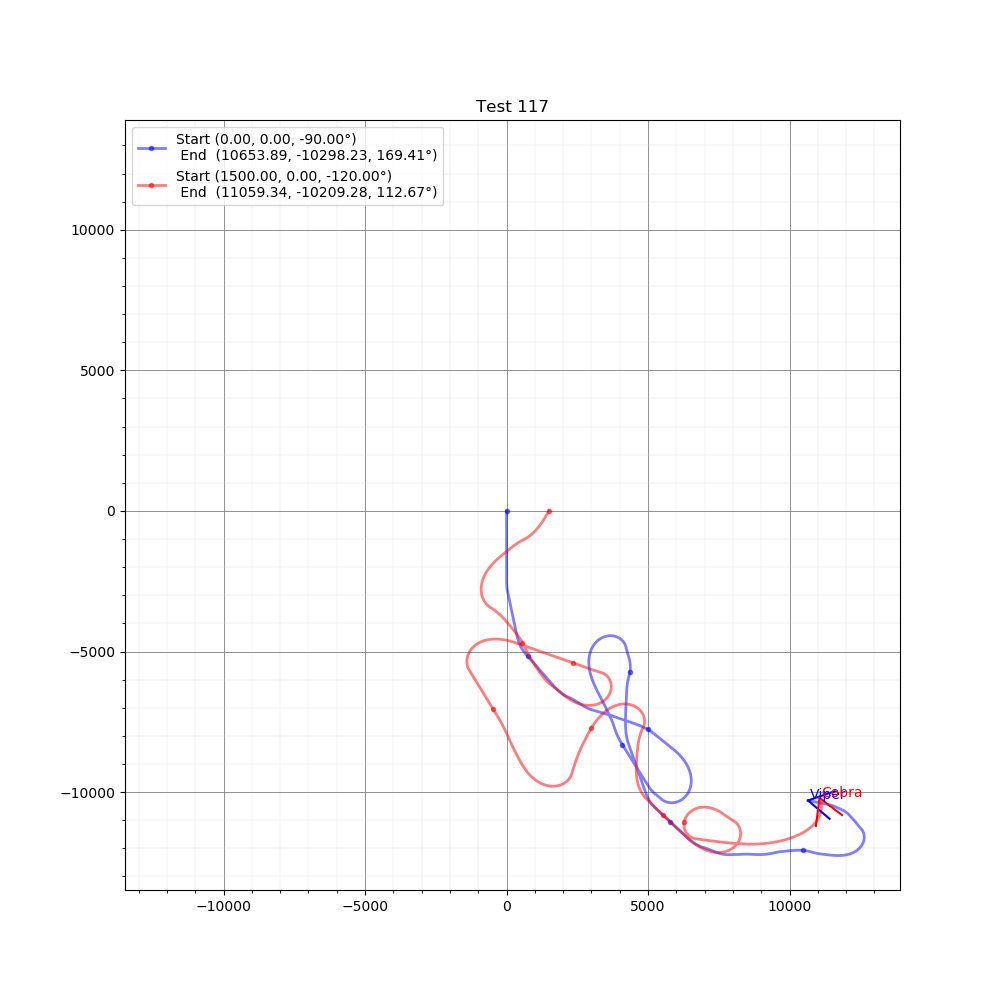 Test 117
Start (0.00, 0.00, -90.00°)
End  (10653.89, -10298.23, 169.41°)
Start (1500.00, 0.00, -120.00°)
End  (11059.34, -10209.28, 112.67°)
10000
5000
0
−5000
−10000
Viper
Cobra
−10000
−5000
0
5000
10000